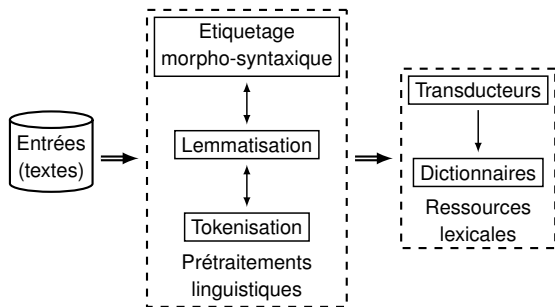 Entrées
(textes)
Etiquetage
morpho-syntaxique
Lemmatisation
Tokenisation
Prétraitements
linguistiques
Transducteurs
Dictionnaires
Ressources
lexicales